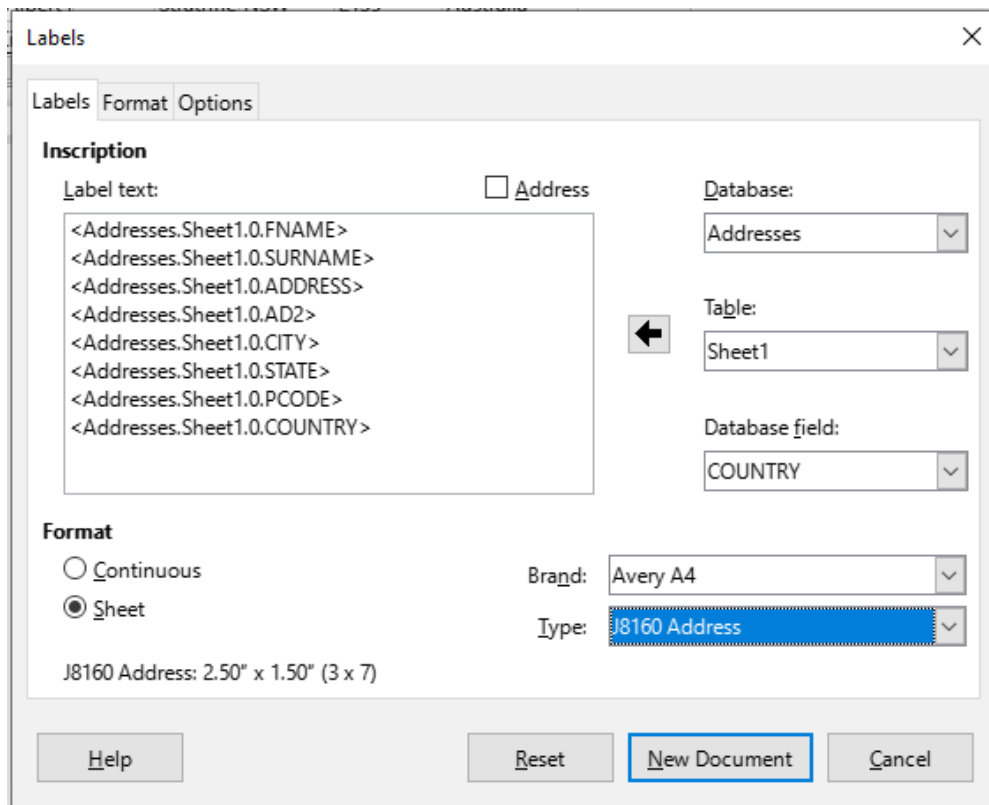 Labels
Labels Format Options
Inscription
Label text:
Address
Database:
<Addresses.Sheet1.0.FNAME>
<Addresses.Sheet1.0.SURNAME>
<Addresses.Sheet1.0.ADDRESS>
<Addresses.Sheet1.0.AD2>
<Addresses.Sheet1.0.CITY>
<Addresses.Sheet1.0.STATE>
<Addresses.Sheet1.0.PCODE>
<Addresses.Sheet1.0.COUNTRY>
Addresses
Table:
Sheet1
Database field:
COUNTRY
Format
Continuous
Sheet
Brand: Avery A4
Type: J8160 Address
J8160 Address: 2.50” x 1.50” (3 x 7)
Help Reset New Document Cancel